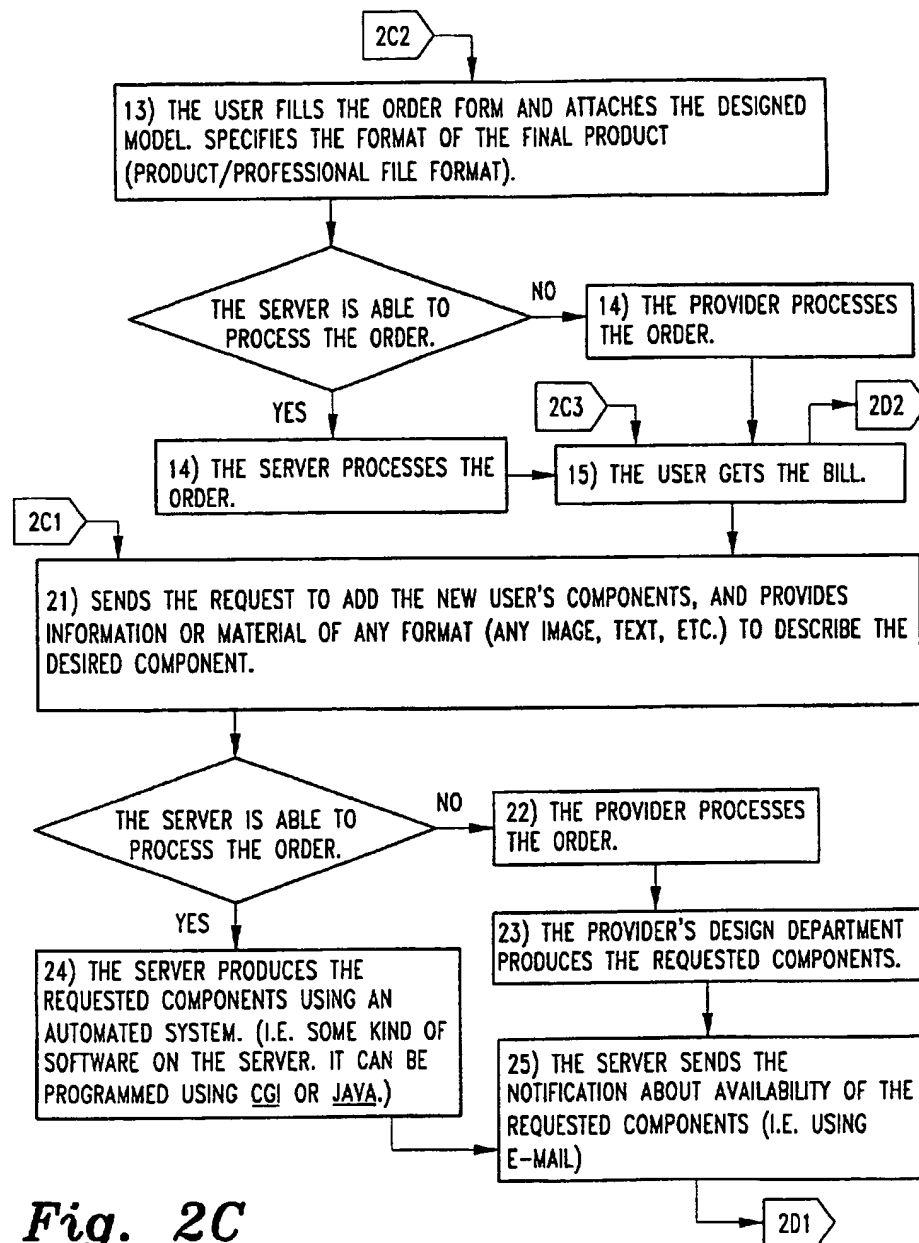 2C2
13) THE USER FILLS THE ORDER FORM AND ATTACHES THE DESIGNED
MODEL. SPECIFIES THE FORMAT OF THE FINAL PRODUCT
(PRODUCT/PROFESSIONAL FILE FORMAT).
THE SERVER IS ABLE TO
PROCESS THE ORDER.
NO
14) THE PROVIDER PROCESSES
THE ORDER.
YES
2C3
2D2
14) THE SERVER PROCESSES THE
ORDER.
15) THE USER GETS THE BILL.
2C1
21) SENDS THE REQUEST TO ADD THE NEW USER'S COMPONENTS, AND PROVIDES
INFORMATION OR MATERIAL OF ANY FORMAT (ANY IMAGE, TEXT, ETC.) TO DESCRIBE THE
DESIRED COMPONENT.
THE SERVER IS ABLE TO
PROCESS THE ORDER.
NO
22) THE PROVIDER PROCESSES
THE ORDER.
YES
23) THE PROVIDER'S DESIGN DEPARTMENT
PRODUCES THE REQUESTED COMPONENTS.
24) THE SERVER PRODUCES THE
REQUESTED COMPONENTS USING AN
AUTOMATED SYSTEM. (I.E. SOME KIND OF
SOFTWARE ON THE SERVER. IT CAN BE
PROGRAMMED USING CGI OR JAVA.)
25) THE SERVER SENDS THE
NOTIFICATION ABOUT AVAILABILITY OF THE
REQUESTED COMPONENTS (I.E. USING
E-MAIL)
2D1
Fig. 2C